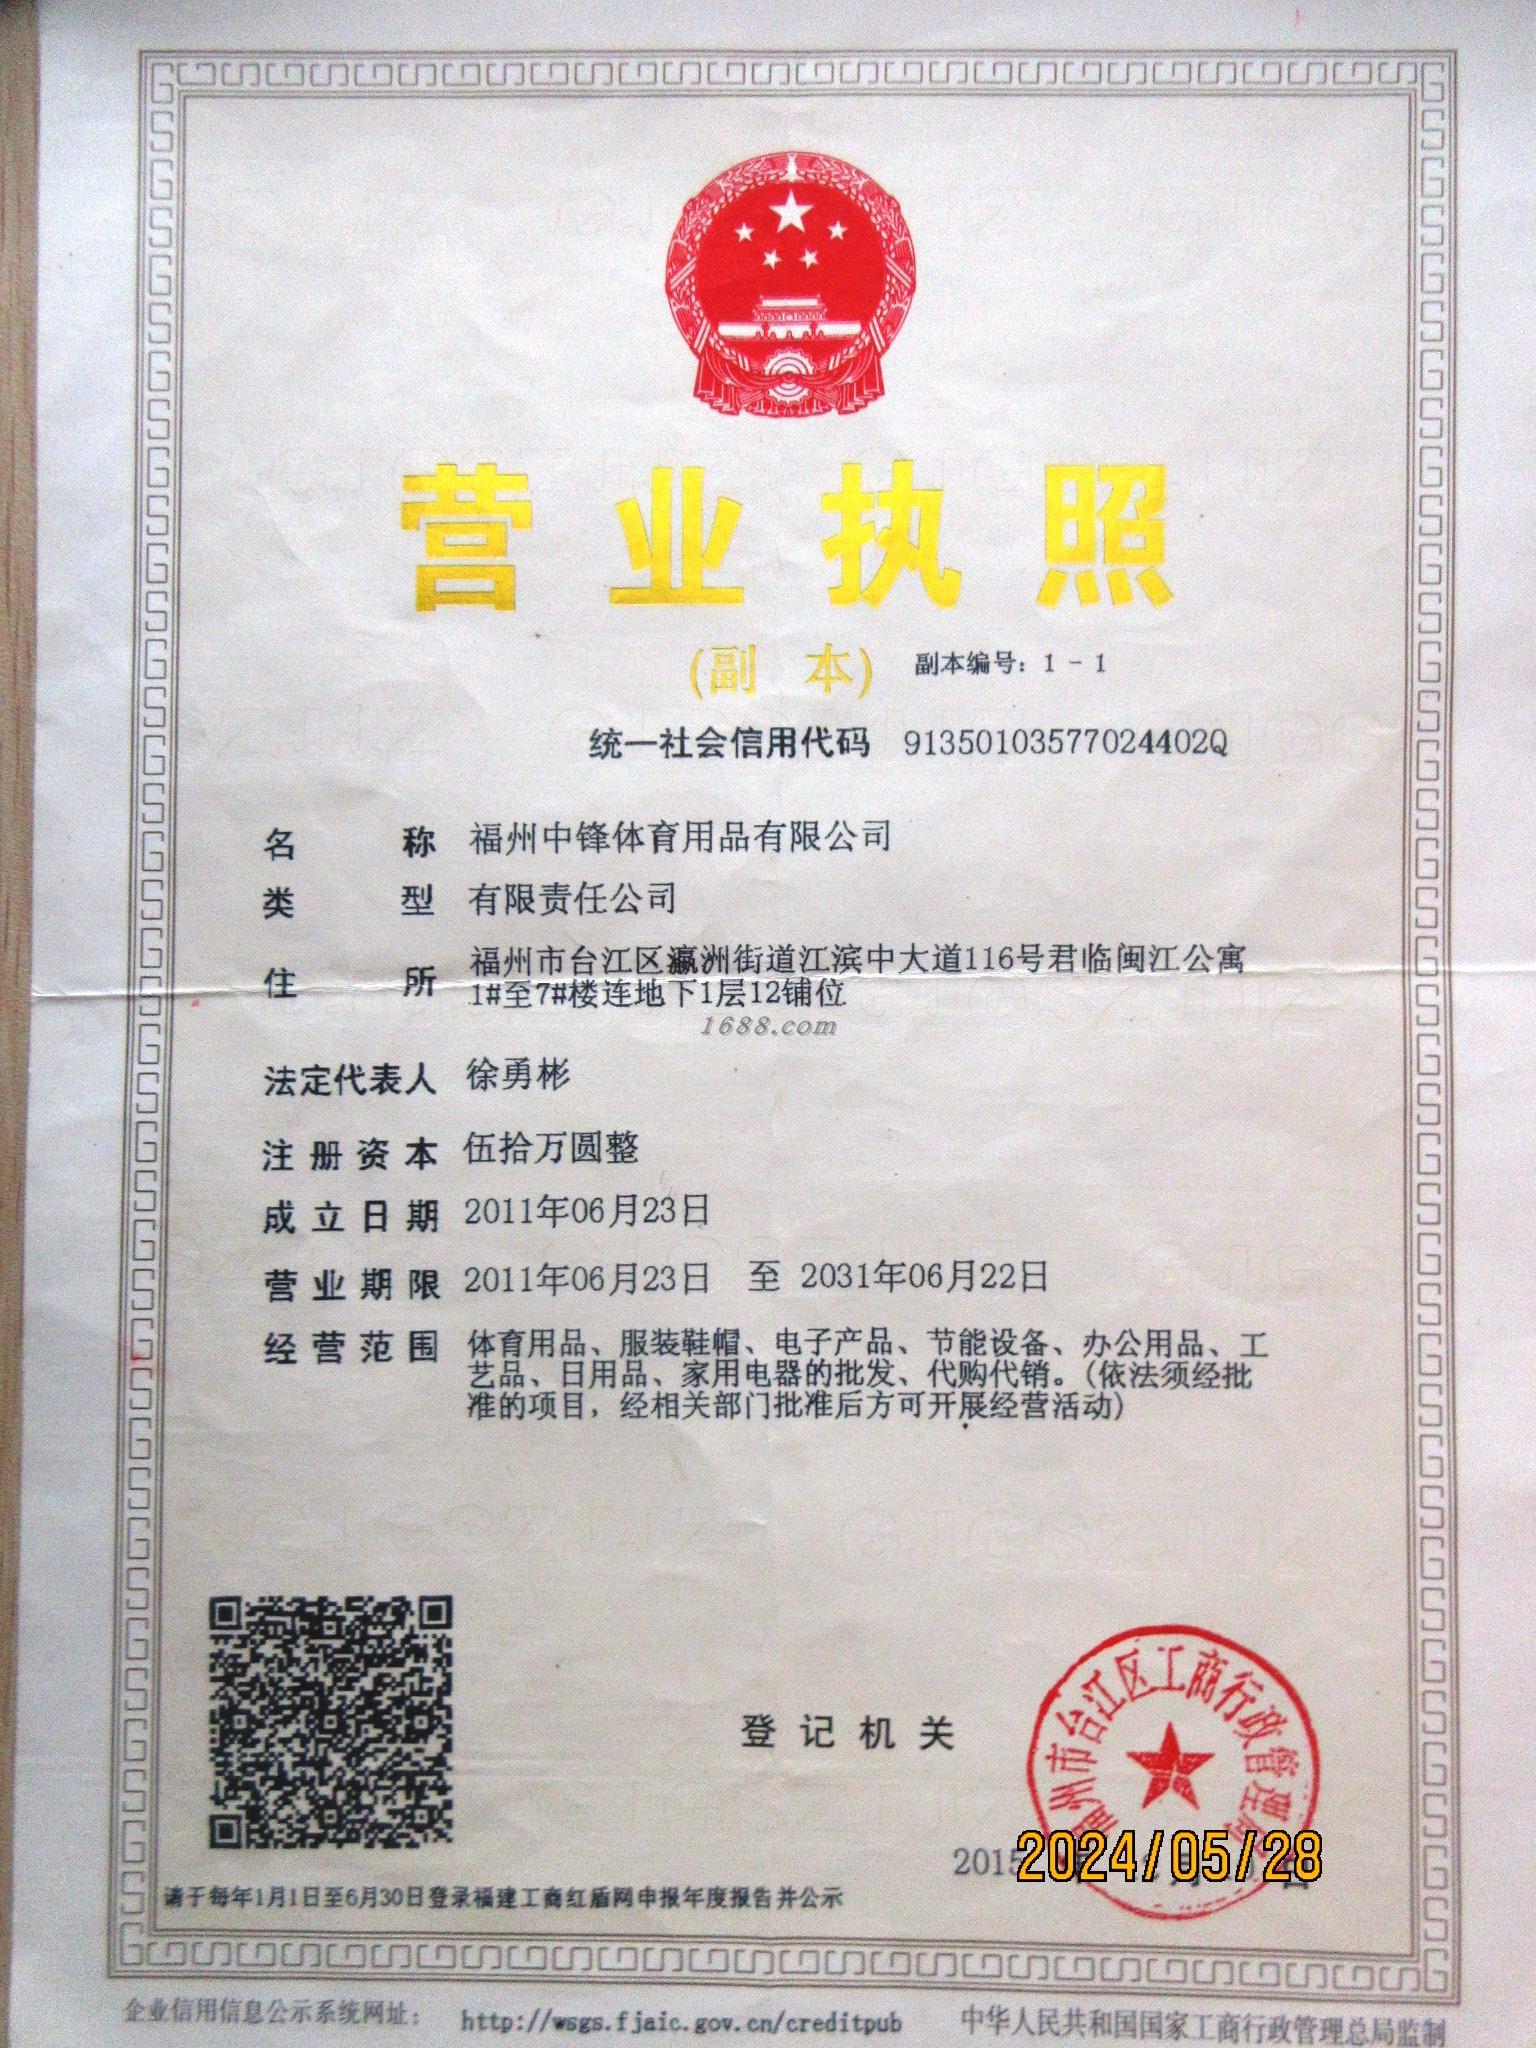 营业执照
(副 本) 副本编号：1-1
统一社会信用代码 91350103577024402Q
名称 福州中锋体育用品有限公司
类型 有限责任公司
住所 福州市台江区瀛洲街道江滨中大道116号君临闽江公寓
1#至7#楼连地下1层12铺位
1688.com
法定代表人 徐勇彬
注册资本 伍拾万圆整
成立日期 2011年06月23日
营业期限 2011年06月23日 至 2031年06月22日
经营范围 体育用品、服装鞋帽、电子产品、节能设备、办公用品、工
艺品、日用品、家用电器的批发、代购代销。(依法须经批
准的项目，经相关部门批准后方可开展经营活动)
登记机关
福州市台江区工商行政管理局
2015
2024/05/28
请于每年1月1日至6月30日登录福建工商红盾网申报年度报告并公示
企业信用信息公示系统网址： http://wsgs.fjaic.gov.cn/creditpub 中华人民共和国国家工商行政管理总局监制